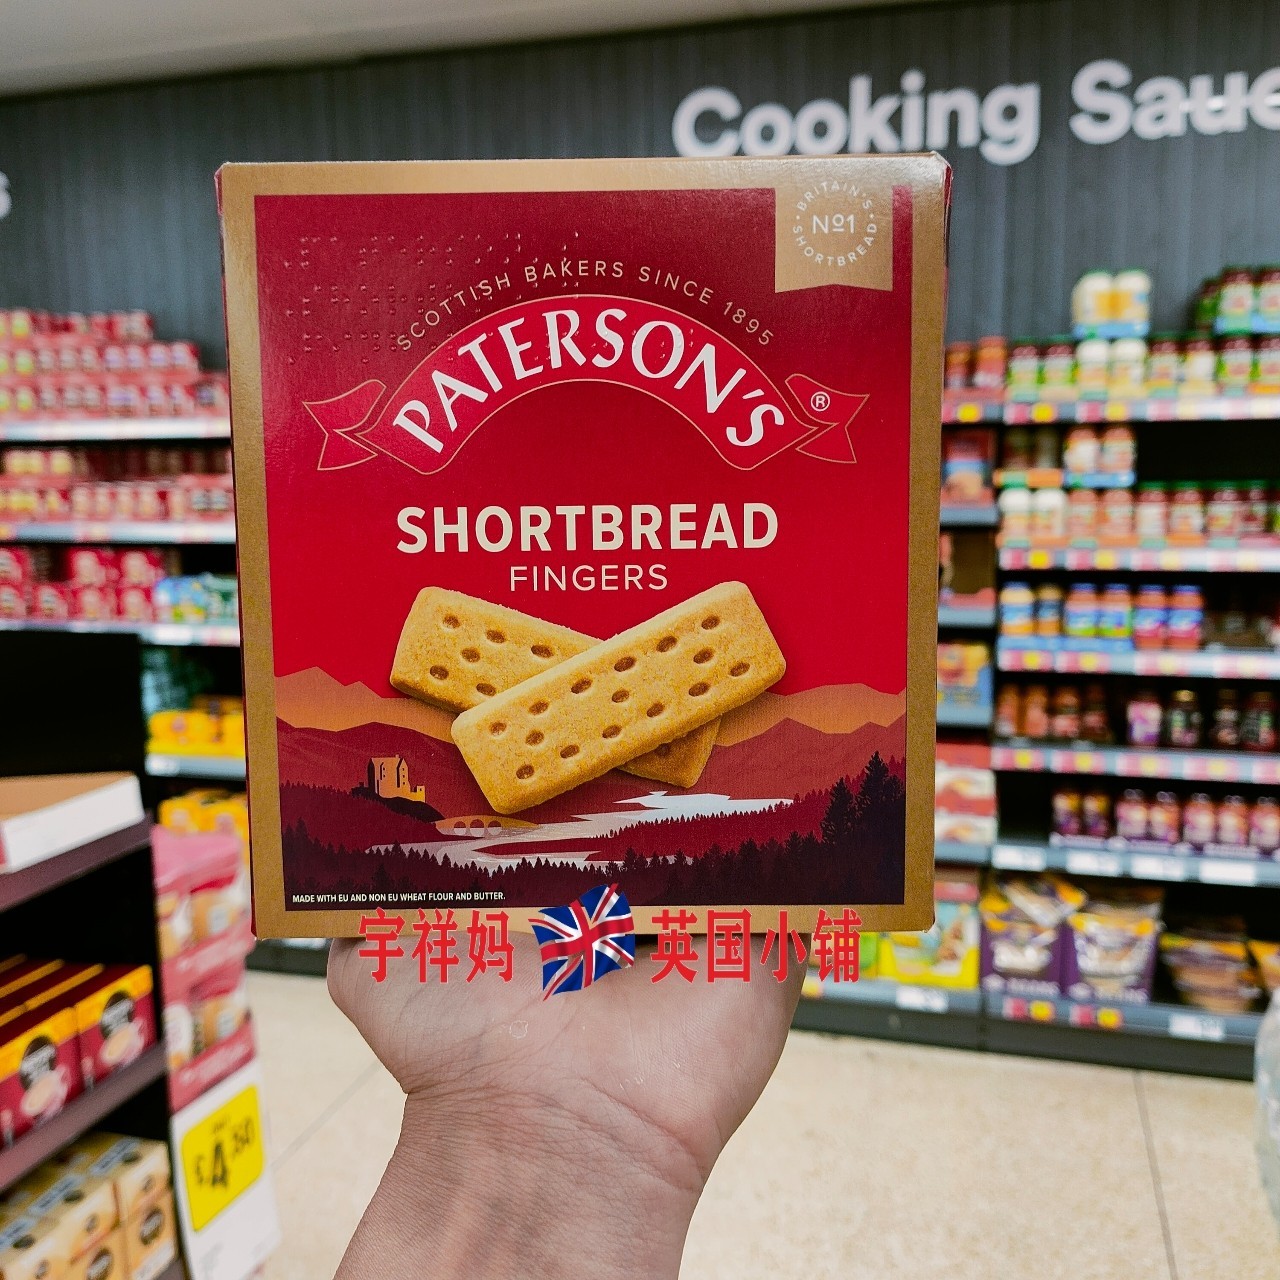 Cooking Sauc
BRITAIN'S
Nº1
SHORTBREAD
SCOTTISH BAKERS SINCE 1895
PATERSON'S
®
SHORTBREAD
FINGERS
MADE WITH EU AND NON EU WHEAT FLOUR AND BUTTER.
宇祥妈 英国小铺
£4.50